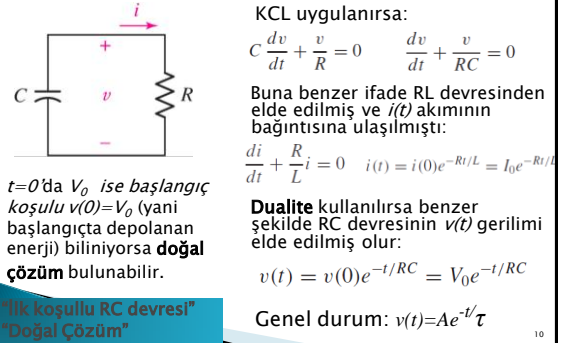 i
+
C
v
R
−
t=0'da V₀ ise başlangıç
koşulu v(0)=V₀ (yani
başlangıçta depolanan
enerji) biliniyorsa doğal
çözüm bulunabilir.
"İlk koşullu RC devresi"
"Doğal Çözüm"
KCL uygulanırsa:
C dv/dt + v/R = 0    dv/dt + v/RC = 0
Buna benzer ifade RL devresinden
elde edilmiş ve i(t) akımının
bağıntısına ulaşılmıştı:
di/dt + R/L i = 0    i(t) = i(0)e^{-Rt/L} = I₀e^{-Rt/L}
Dualite kullanılırsa benzer
şekilde RC devresinin v(t) gerilimi
elde edilmiş olur:
v(t) = v(0)e^{-t/RC} = V₀e^{-t/RC}
Genel durum: v(t)=Ae^{-t/}τ
10